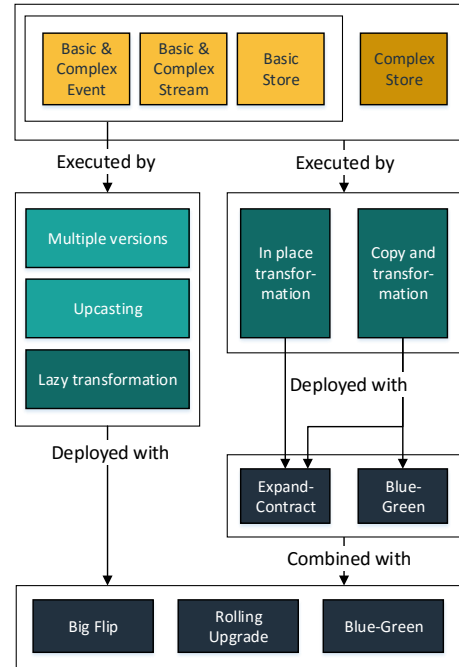 Basic &
Complex
Event
Basic &
Complex
Stream
Basic
Store
Complex
Store
Executed by
Executed by
Multiple versions
Upcasting
Lazy transformation
In place
transfor-
mation
Copy and
transfor-
mation
Deployed with
Deployed with
Expand-
Contract
Blue-
Green
Combined with
Big Flip
Rolling
Upgrade
Blue-Green